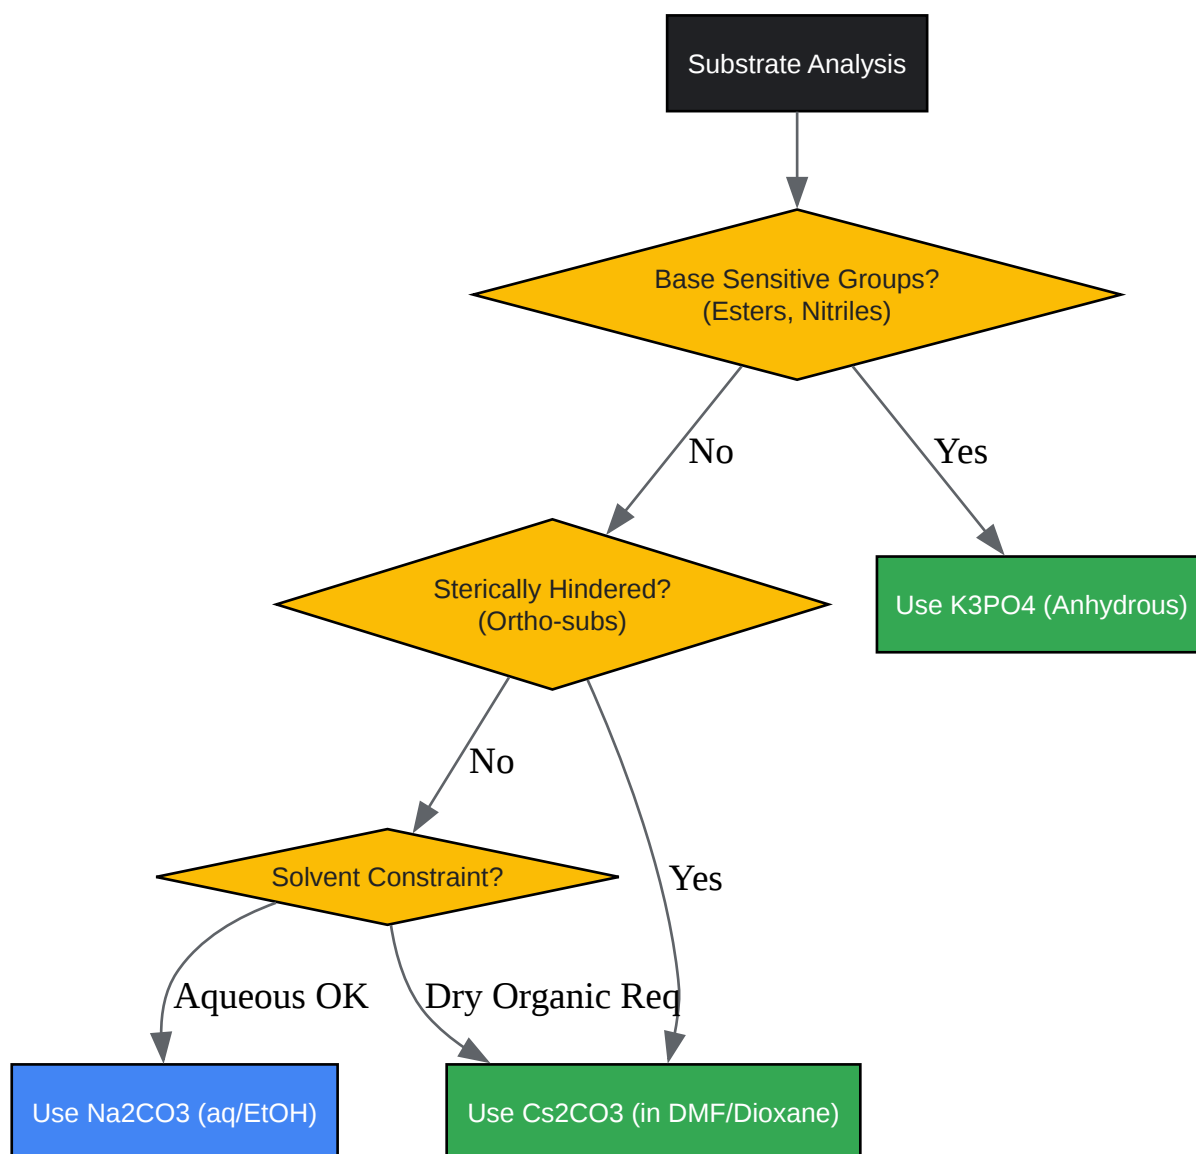 Substrate Analysis
Base Sensitive Groups?
(Esters, Nitriles)
No
Yes
Sterically Hindered?
(Ortho-subs)
Use K3PO4 (Anhydrous)
No
Yes
Solvent Constraint?
Aqueous OK
Dry Organic Req
Use Na2CO3 (aq/EtOH)
Use Cs2CO3 (in DMF/Dioxane)